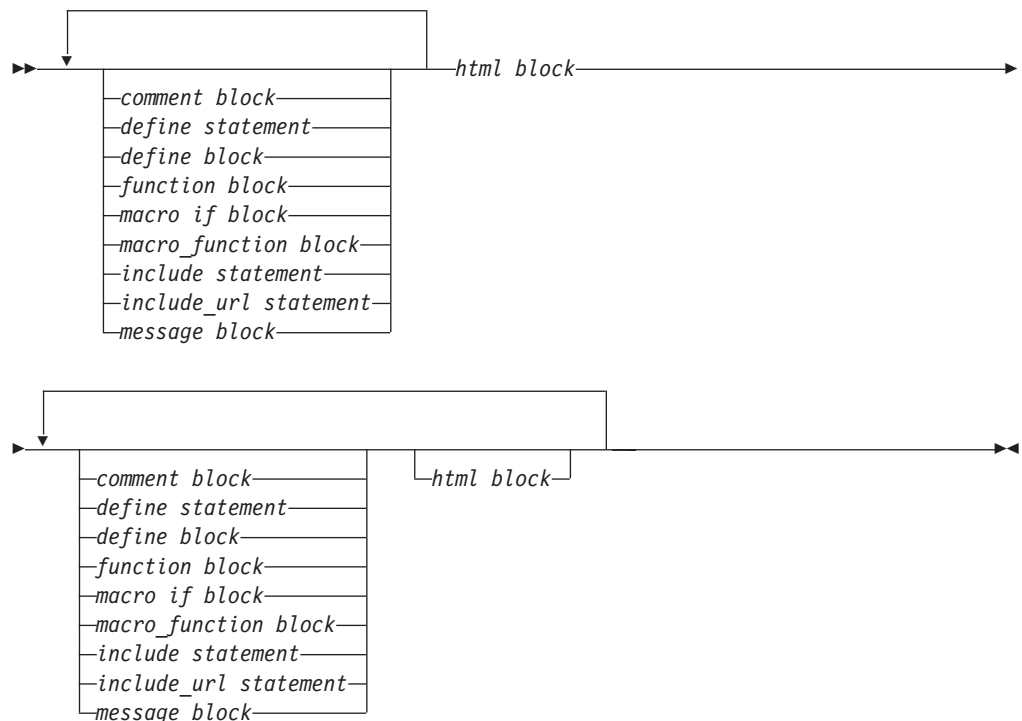 html block
comment block
define statement
define block
function block
macro if block
macro_function block
include statement
include_url statement
message block
comment block
html block
define statement
define block
function block
macro if block
macro_function block
include statement
include_url statement
message block